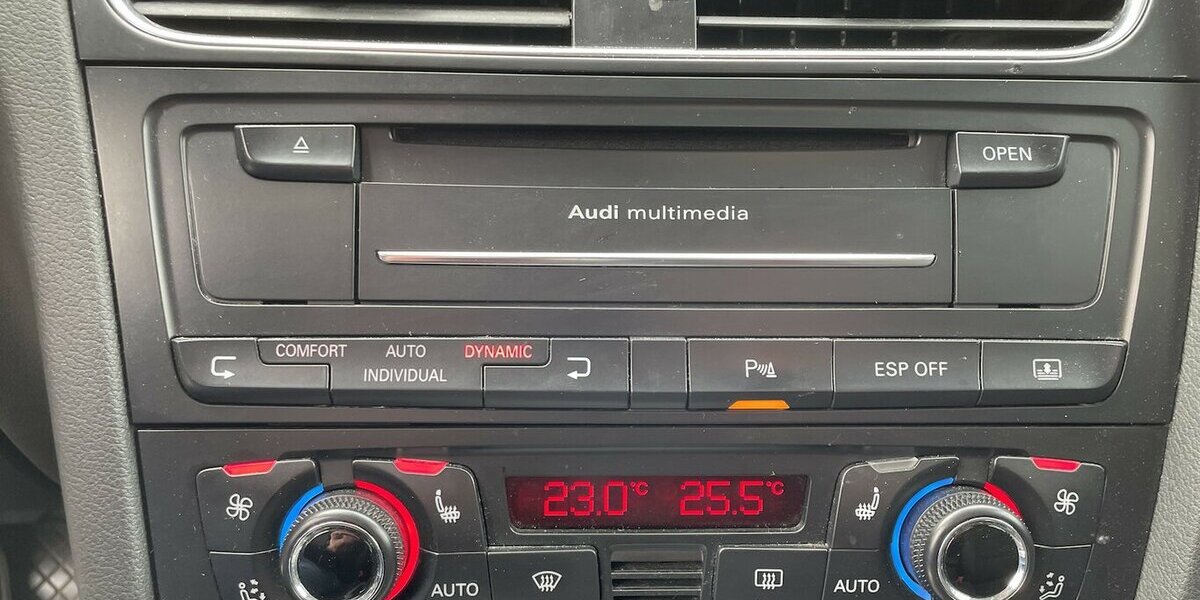 OPEN
Audi multimedia
COMFORT AUTO DYNAMIC
INDIVIDUAL
P ESP OFF
23.0°C 25.5°C
AUTO AUTO